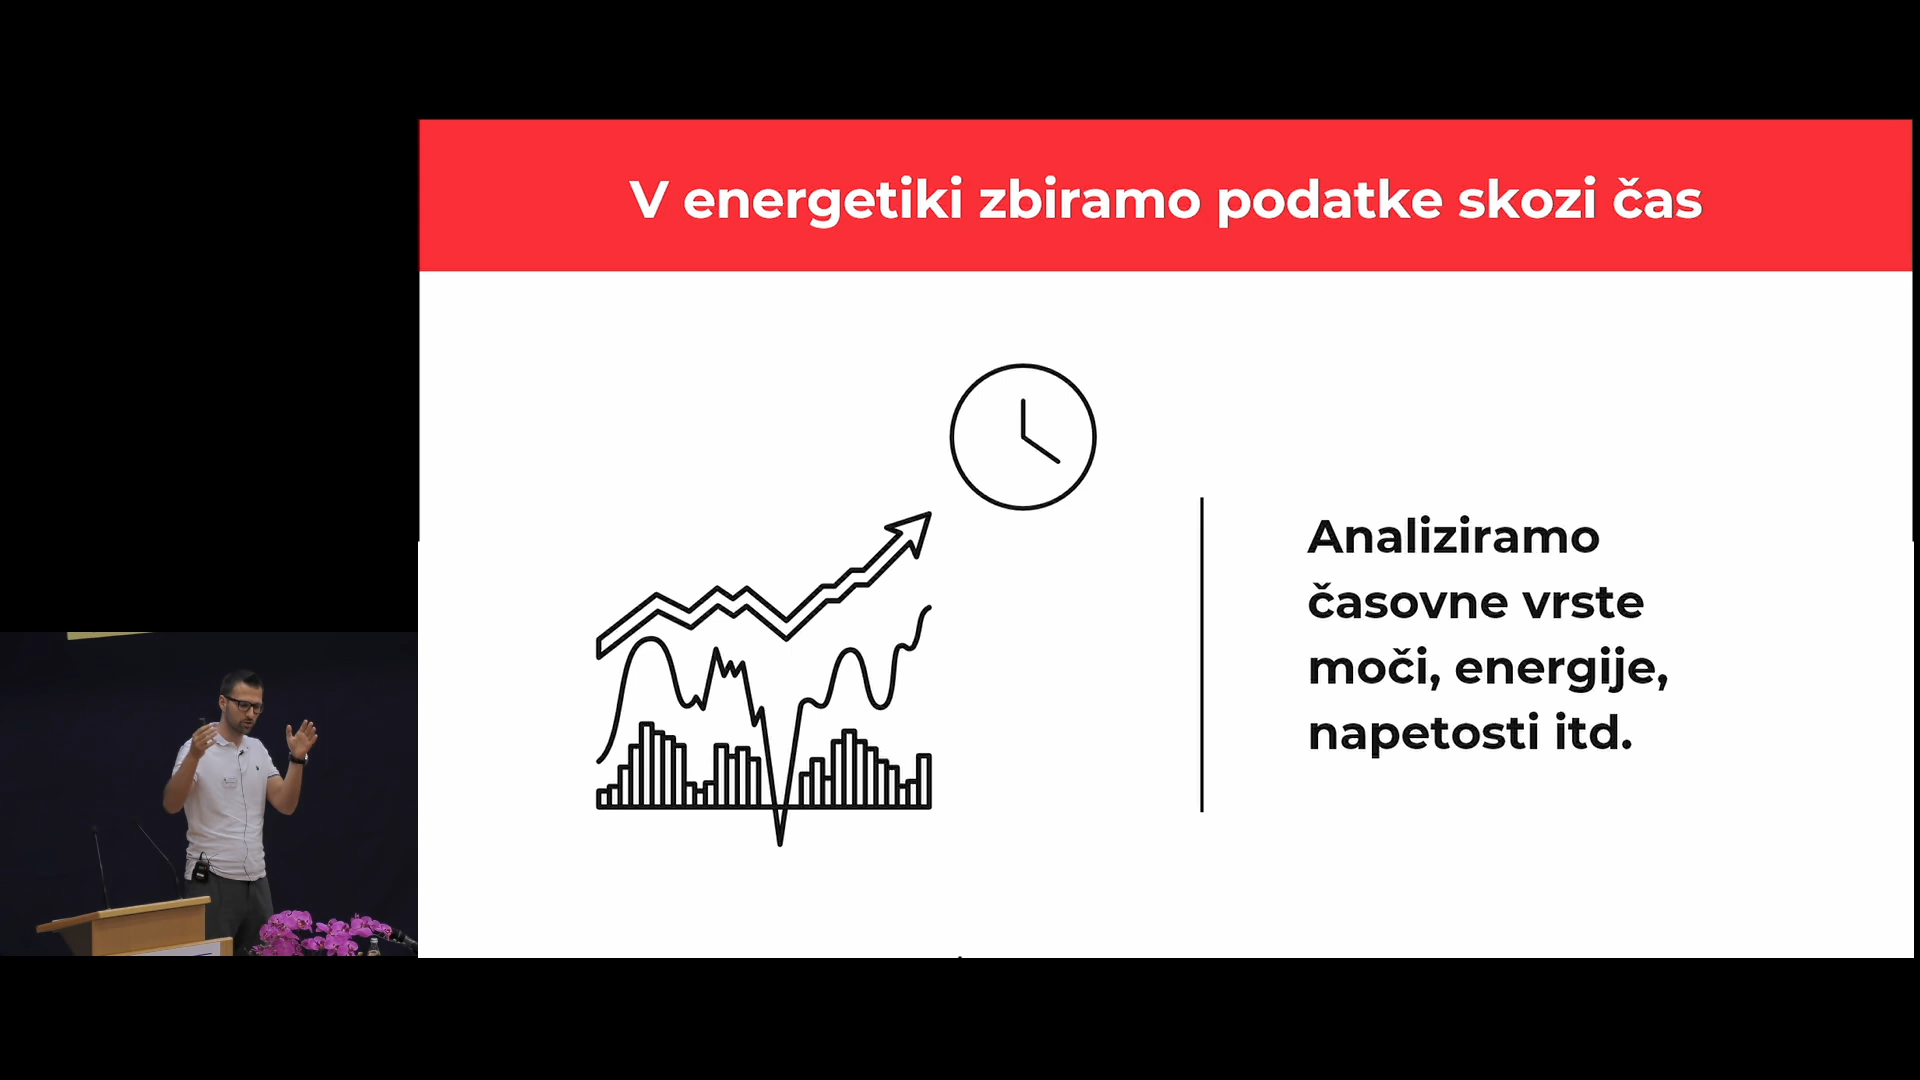 V energetiki zbiramo podatke skozi čas
Analiziramo
časovne vrste
moči, energije,
napetosti itd.